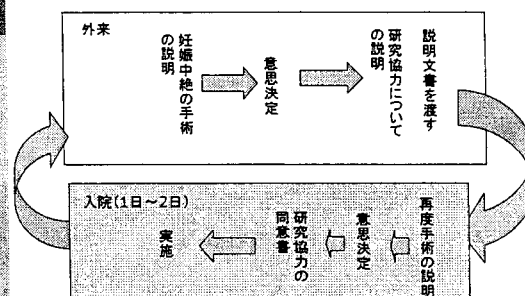 外来
妊娠中絶の手術
の説明
意思決定
研究協力について
の説明
説明文書を渡す
入院(1日～2日)
再度手術の説明
意思決定
研究協力の
同意書
実施